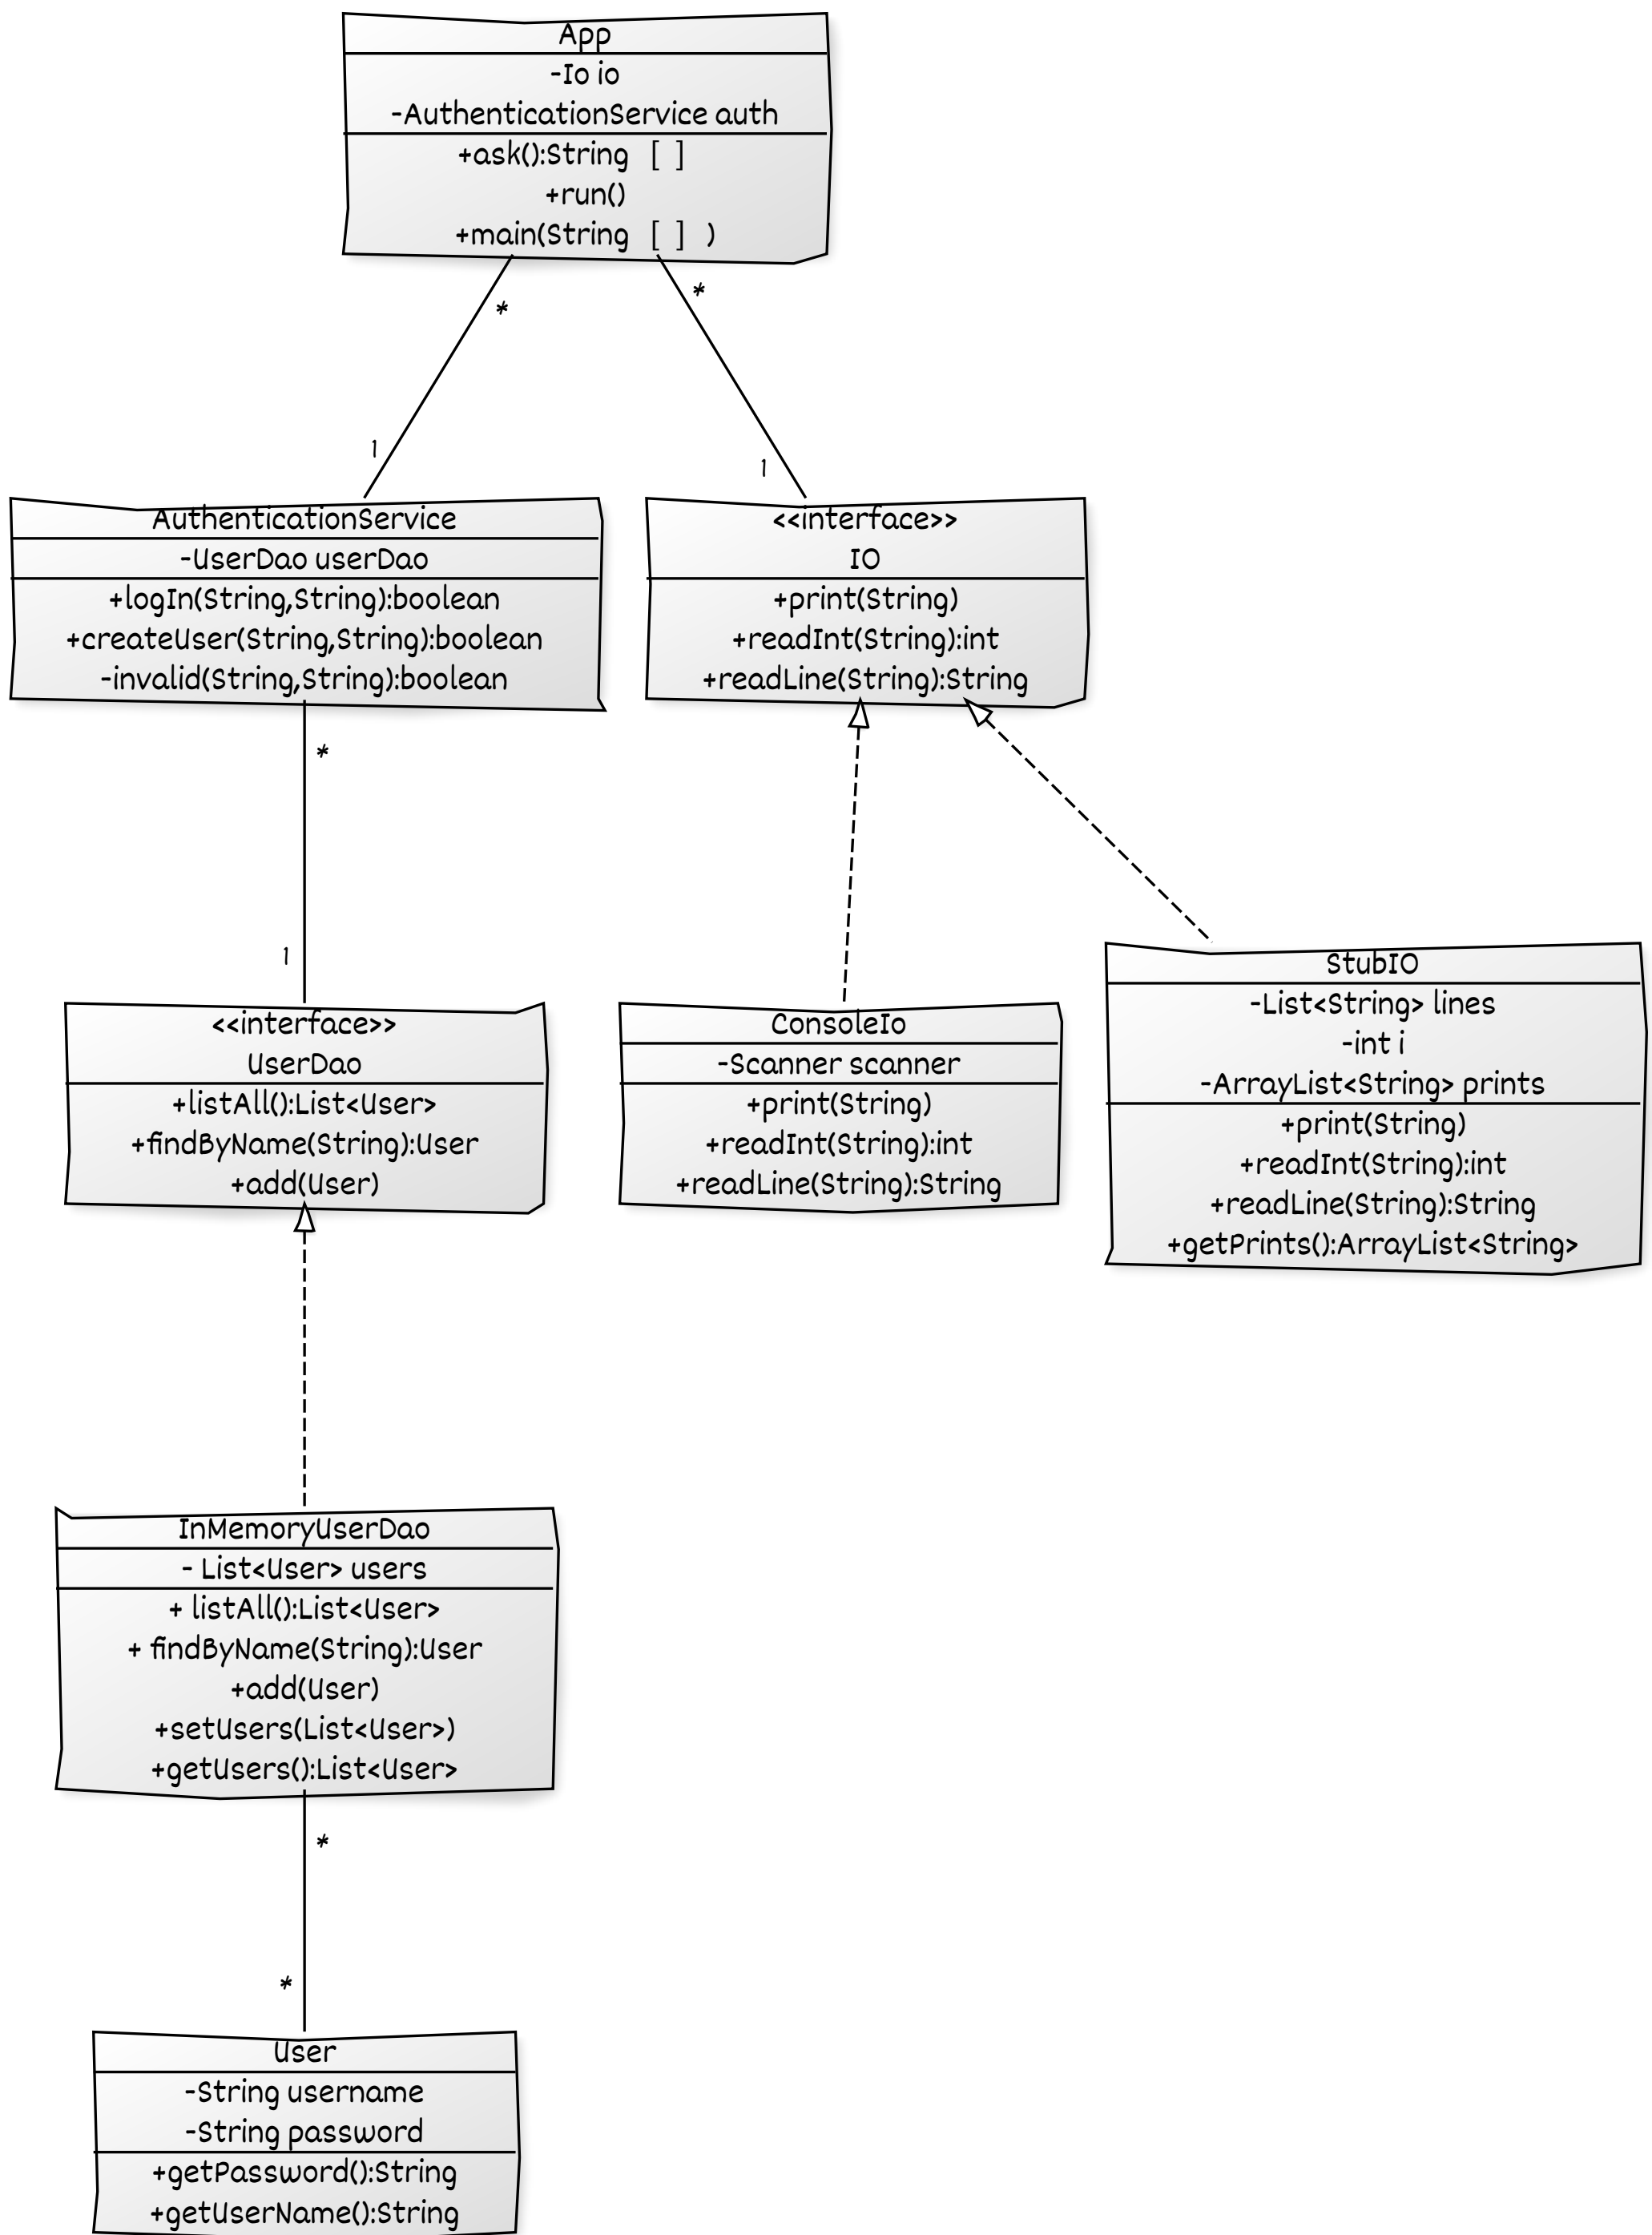 App
-Io io
-AuthenticationService auth
+ask():String [ ]
+run()
+main(String [ ] )
*
*
1
1
AuthenticationService
-UserDao userDao
+logIn(String,String):boolean
+createUser(String,String):boolean
-invalid(String,String):boolean
<<interface>>
IO
+print(String)
+readInt(String):int
+readLine(String):String
*
1
<<interface>>
UserDao
+listAll():List<User>
+findByName(String):User
+add(User)
ConsoleIo
-Scanner scanner
+print(String)
+readInt(String):int
+readLine(String):String
StubIO
-List<String> lines
-int i
-ArrayList<String> prints
+print(String)
+readInt(String):int
+readLine(String):String
+getPrints():ArrayList<String>
InMemoryUserDao
- List<User> users
+ listAll():List<User>
+ findByName(String):User
+add(User)
+setUsers(List<User>)
+getUsers():List<User>
*
*
User
-String username
-String password
+getPassword():String
+getUserName():String